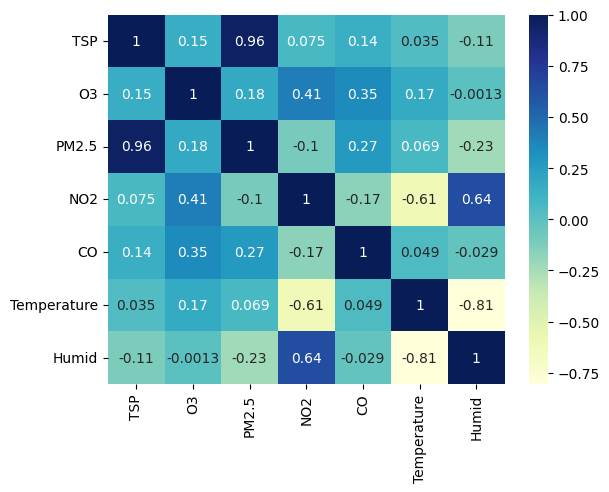 TSP 1 0.15 0.96 0.075 0.14 0.035 -0.11
O3 0.15 1 0.18 0.41 0.35 0.17 -0.0013
PM2.5 0.96 0.18 1 -0.1 0.27 0.069 -0.23
NO2 0.075 0.41 -0.1 1 -0.17 -0.61 0.64
CO 0.14 0.35 0.27 -0.17 1 0.049 -0.029
Temperature 0.035 0.17 0.069 -0.61 0.049 1 -0.81
Humid -0.11 -0.0013 -0.23 0.64 -0.029 -0.81 1
TSP O3 PM2.5 NO2 CO Temperature Humid
1.00
0.75
0.50
0.25
0.00
−0.25
−0.50
−0.75